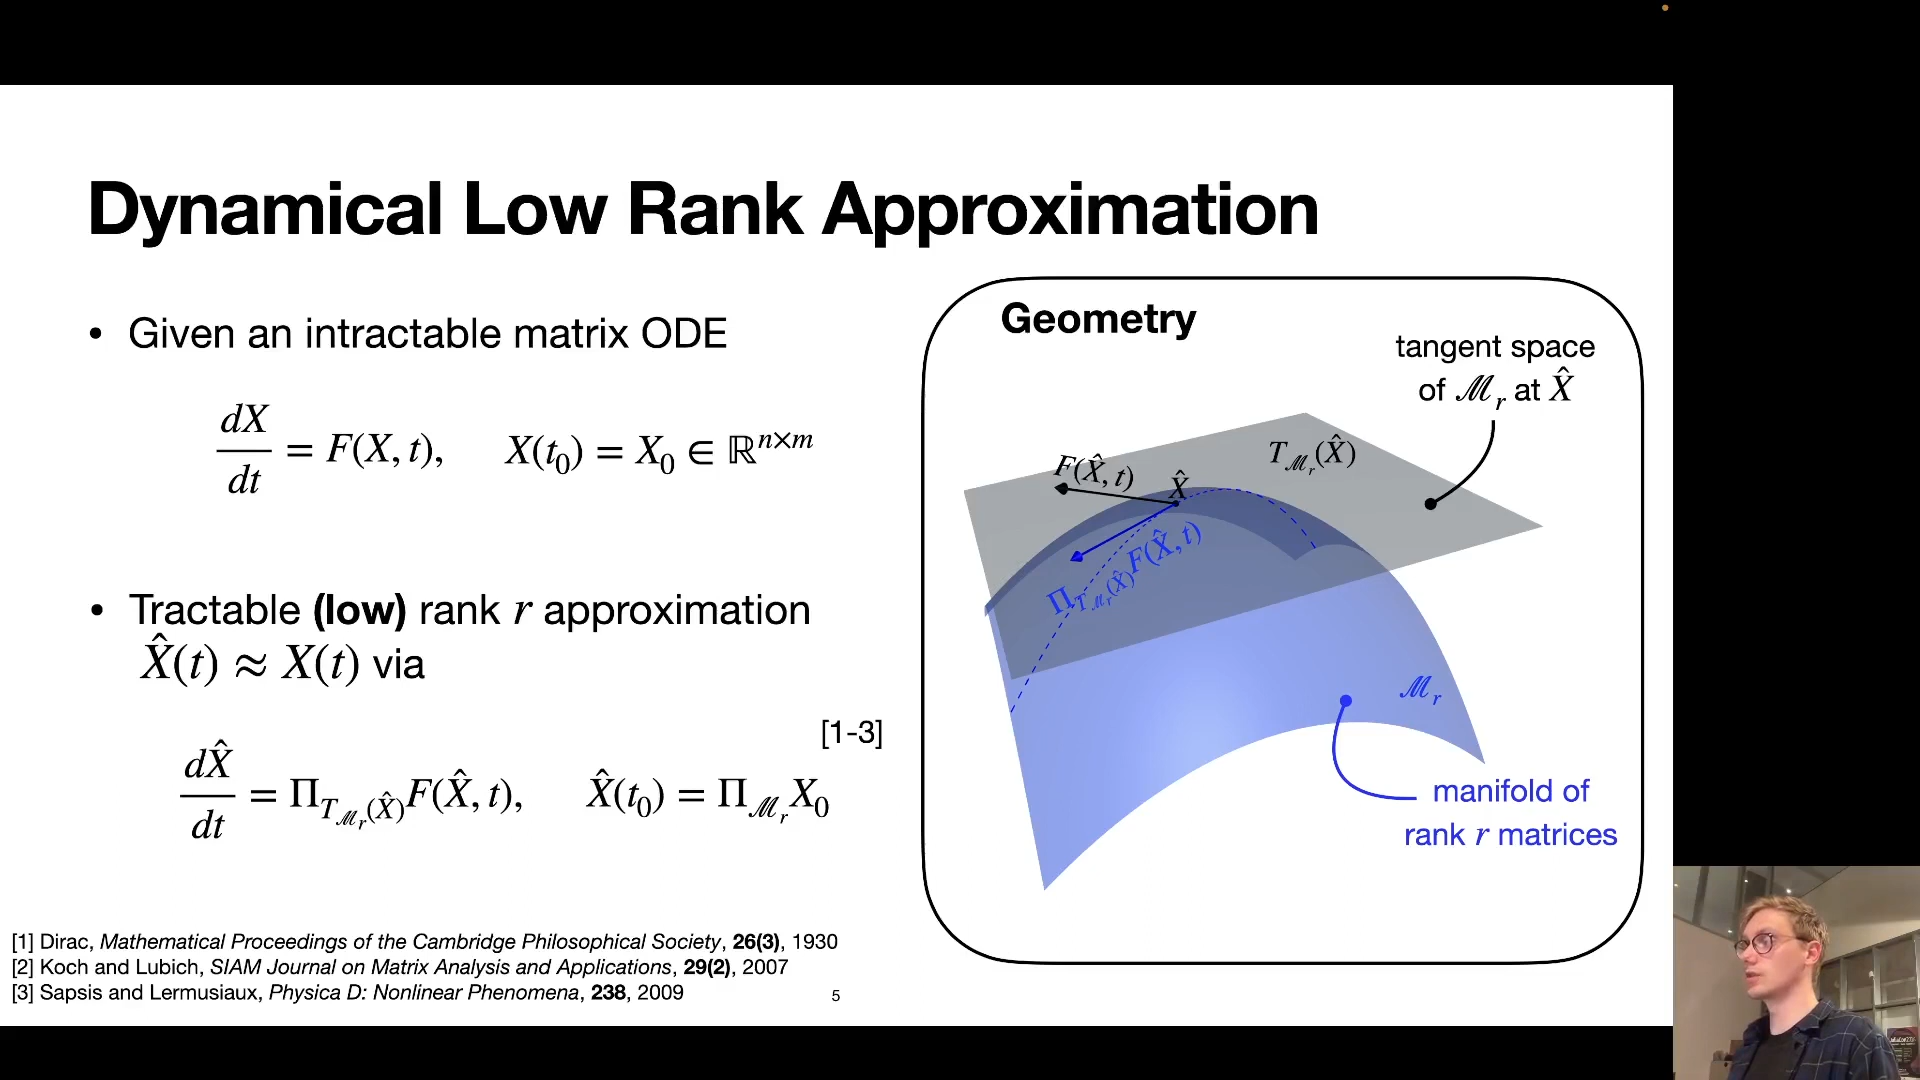 Dynamical Low Rank Approximation
• Given an intractable matrix ODE
dX/dt = F(X, t),   X(t₀) = X₀ ∈ ℝⁿˣᵐ
• Tractable (low) rank r approximation
X̂(t) ≈ X(t) via
[1-3]
dX̂/dt = Π_{T_{ℳ_r}(X̂)} F(X̂, t),   X̂(t₀) = Π_{ℳ_r} X₀
[1] Dirac, Mathematical Proceedings of the Cambridge Philosophical Society, 26(3), 1930
[2] Koch and Lubich, SIAM Journal on Matrix Analysis and Applications, 29(2), 2007
[3] Sapsis and Lermusiaux, Physica D: Nonlinear Phenomena, 238, 2009
5
Geometry
tangent space
of ℳ_r at X̂
T_{ℳ_r}(X̂)
F(X̂, t)
X̂
Π_{T_{ℳ_r}(X̂)} F(X̂, t)
ℳ_r
manifold of
rank r matrices